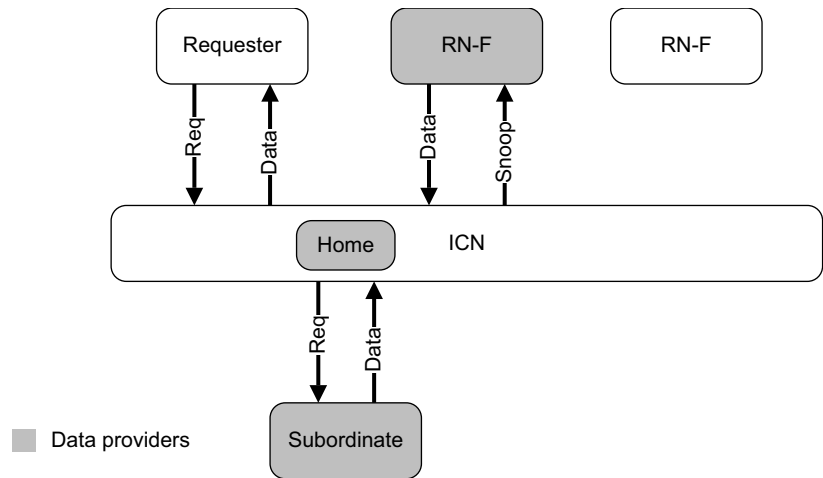 Requester
RN-F
RN-F
Req
Data
Data
Snoop
Home
ICN
Req
Data
Subordinate
Data providers